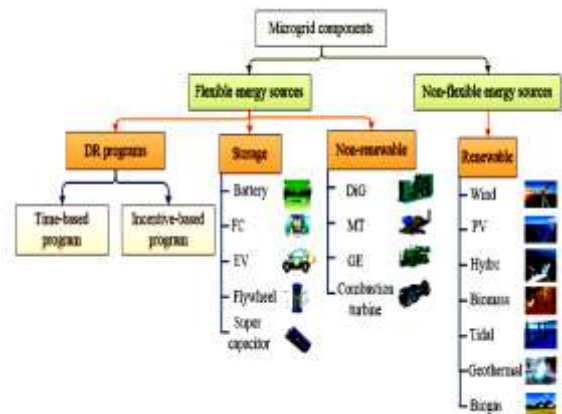 Microgrid components
Flexible energy sources
Non-flexible energy sources
DR programs
Storage
Non-renewable
Renewable
Time-based
program
Incentive-based
program
Battery
FC
EV
Flywheel
Super
capacitor
DiG
MT
GE
Combustion
turbine
Wind
PV
Hydro
Biomass
Tidal
Geothermal
Biogas